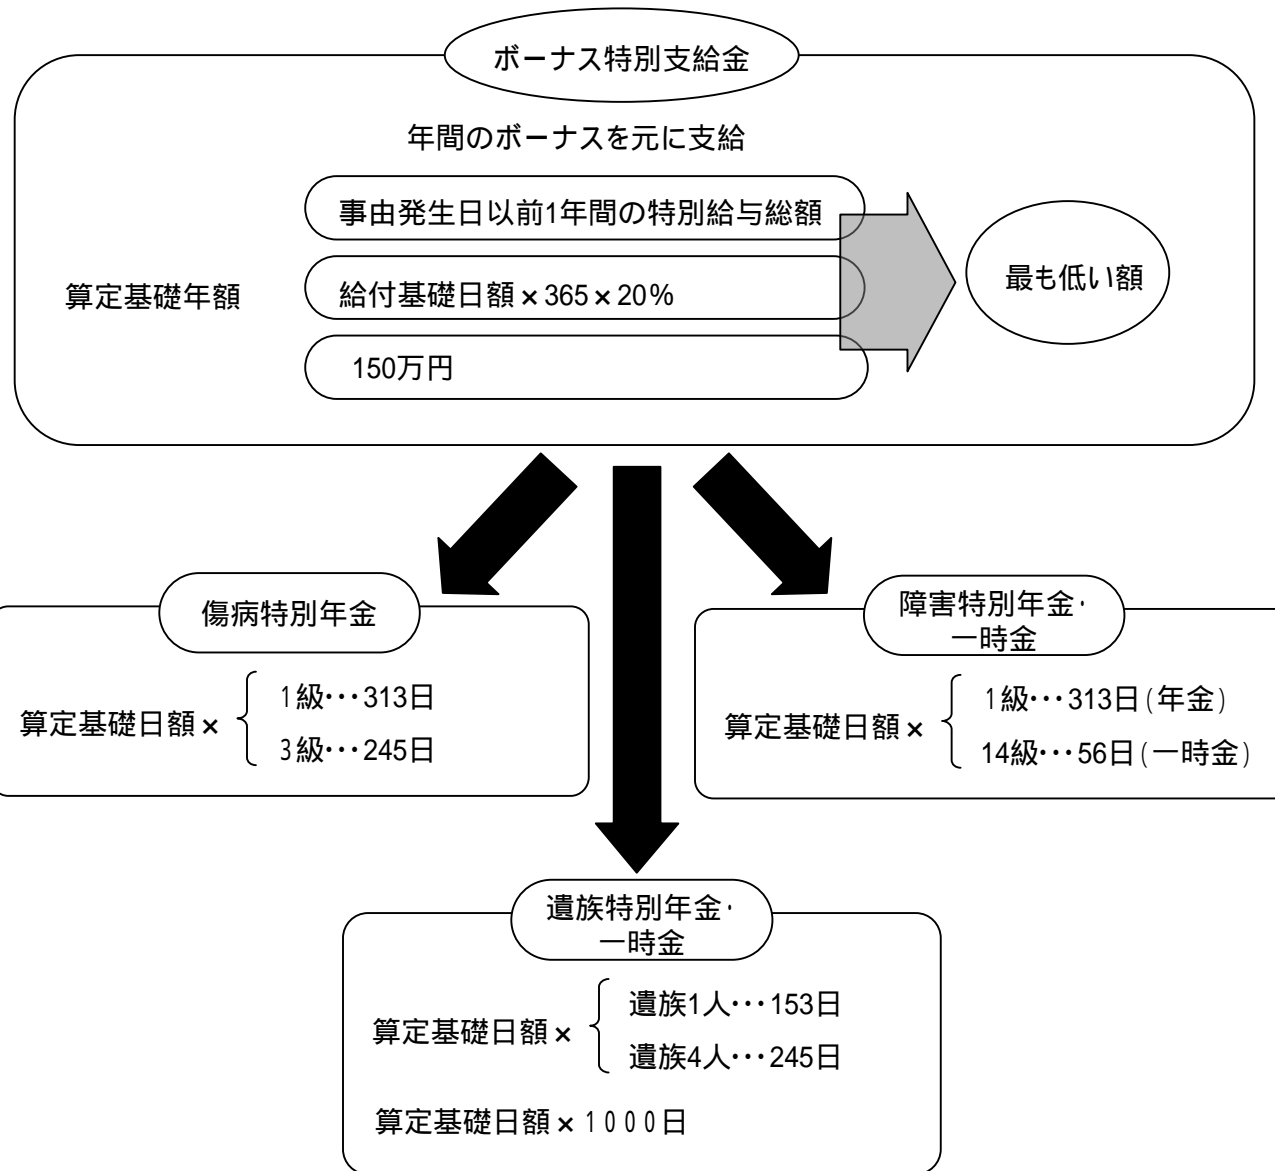 ボーナス特別支給金
年間のボーナスを元に支給
事由発生日以前1年間の特別給与総額
算定基礎年額
給付基礎日額×365×20%
150万円
最も低い額
傷病特別年金
算定基礎日額×
1級･･･313日
3級･･･245日
障害特別年金･
一時金
算定基礎日額×
1級･･･313日(年金)
14級･･･56日(一時金)
遺族特別年金･
一時金
算定基礎日額×
遺族1人･･･153日
遺族4人･･･245日
算定基礎日額×1000日